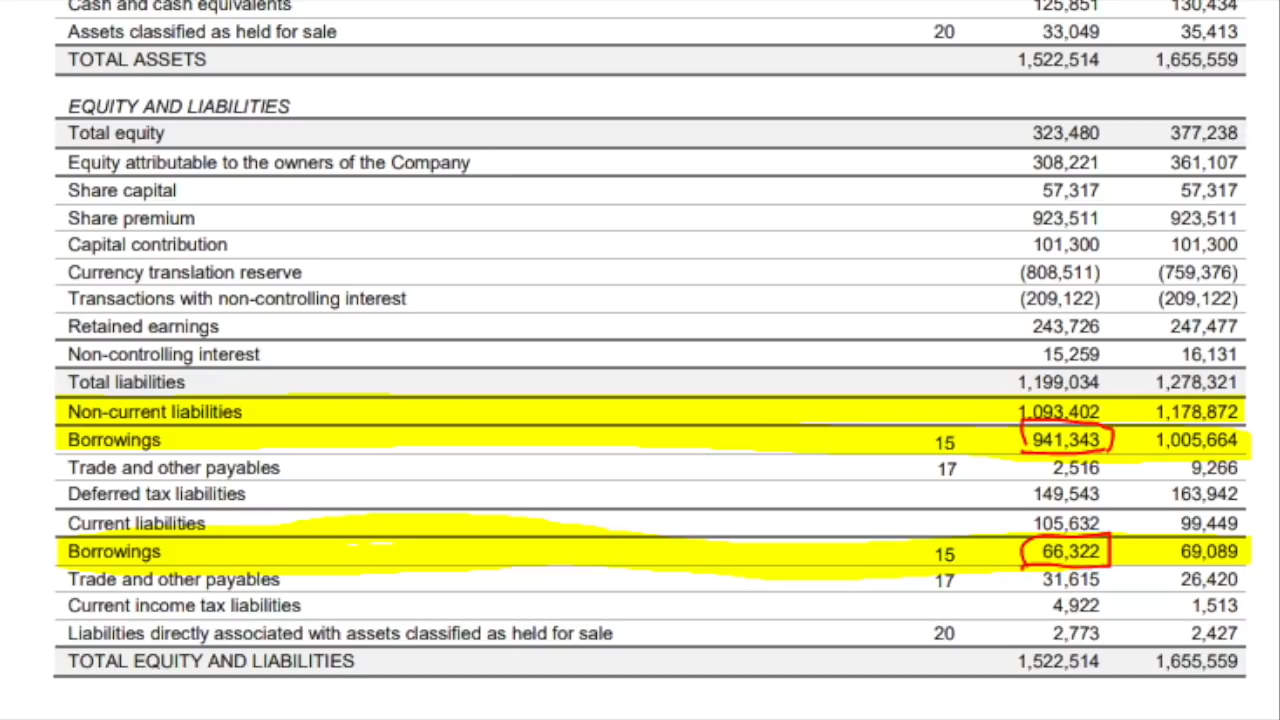 Cash and cash equivalents 125,851 130,434
Assets classified as held for sale 20 33,049 35,413
TOTAL ASSETS 1,522,514 1,655,559
EQUITY AND LIABILITIES
Total equity 323,480 377,238
Equity attributable to the owners of the Company 308,221 361,107
Share capital 57,317 57,317
Share premium 923,511 923,511
Capital contribution 101,300 101,300
Currency translation reserve (808,511) (759,376)
Transactions with non-controlling interest (209,122) (209,122)
Retained earnings 243,726 247,477
Non-controlling interest 15,259 16,131
Total liabilities 1,199,034 1,278,321
Non-current liabilities 1,093,402 1,178,872
Borrowings 15 941,343 1,005,664
Trade and other payables 17 2,516 9,266
Deferred tax liabilities 149,543 163,942
Current liabilities 105,632 99,449
Borrowings 15 66,322 69,089
Trade and other payables 17 31,615 26,420
Current income tax liabilities 4,922 1,513
Liabilities directly associated with assets classified as held for sale 20 2,773 2,427
TOTAL EQUITY AND LIABILITIES 1,522,514 1,655,559